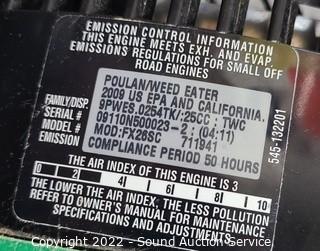 EMISSION CONTROL INFORMATION
THIS ENGINE MEETS EXH. AND EVAP.
EMISSIONS REGULATIONS FOR SMALL OFF
ROAD ENGINES
POULAN/WEED EATER
2009 US EPA AND CALIFORNIA.
FAMILY/DISP. 9PWES.0254TK/:25CC : TWC
SERIAL # 09110N500023-2 : (04:11)
MOD # MOD:FX26SC 711941
EMISSION COMPLIANCE PERIOD 50 HOURS
545-132201
THE AIR INDEX OF THIS ENGINE IS 3
0 2 4 6 8 10
THE LOWER THE AIR INDEX, THE LESS POLLUTION
REFER TO OWNER'S MANUAL FOR MAINTENANCE
SPECIFICATIONS AND ADJUSTMENTS
Copyright © 2022 - Sound Auction Service